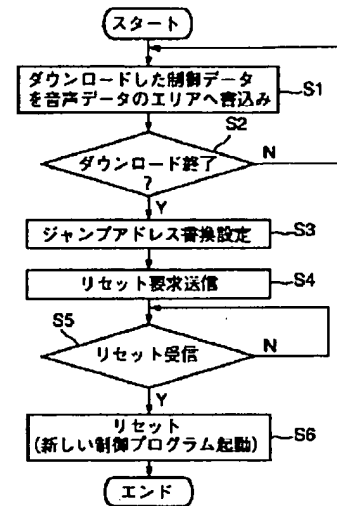 スタート
ダウンロードした制御データ
を音声データのエリアへ書込み
S1
S2
ダウンロード終了
?
N
Y
ジャンプアドレス書換設定
S3
リセット要求送信
S4
S5
リセット受信
N
Y
リセット
(新しい制御プログラム起動)
S6
エンド